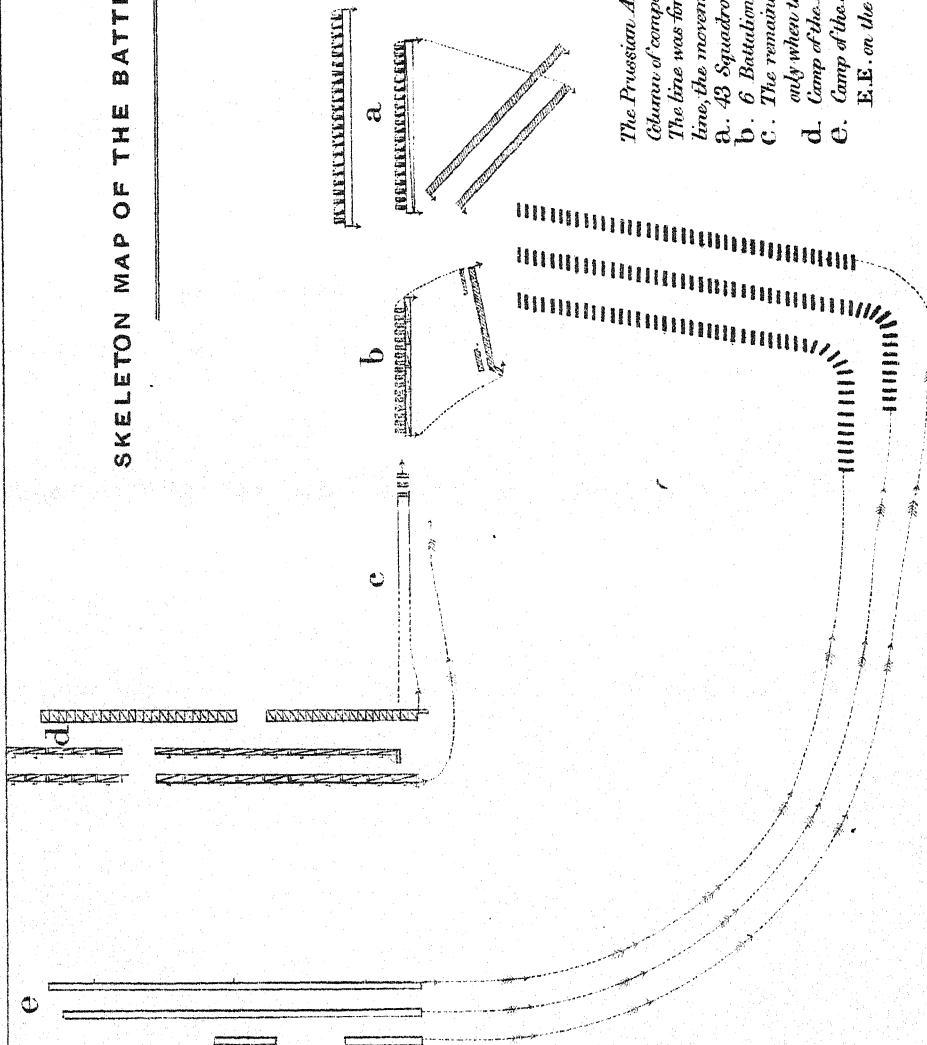 SKELETON MAP OF THE BATT
The Prussian A
Column of comp
The line was for
line, the movem
a. 43 Squadro
b. 6 Battalion
c. The remain
only when t
d. Camp of the
e. Camp of the
E.E. on the
a
b
c
d
e